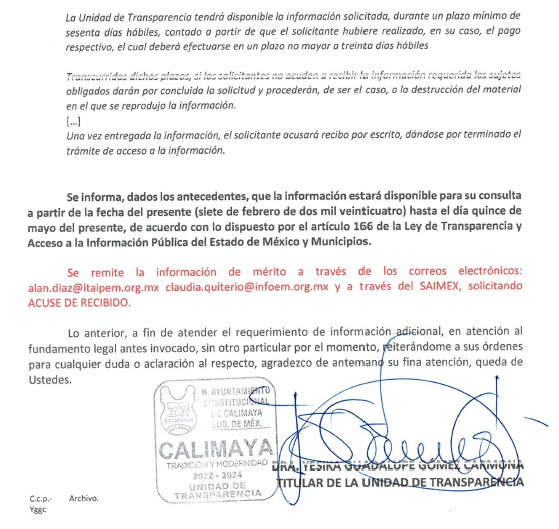 La Unidad de Transparencia tendrá disponible la información solicitada, durante un plazo mínimo de
sesenta días hábiles, contado a partir de que el solicitante hubiere realizado, en su caso, el pago
respectivo, el cual deberá efectuarse en un plazo no mayor a treinta días hábiles
Transcurridos dichos plazos, si los solicitantes no acuden a recibir la información requerida los sujetos
obligados darán por concluida la solicitud y procederán, de ser el caso, a la destrucción del material
en el que se reprodujo la información.
[...]
Una vez entregada la información, el solicitante acusará recibo por escrito, dándose por terminado el
trámite de acceso a la información.
Se informa, dados los antecedentes, que la información estará disponible para su consulta
a partir de la fecha del presente (siete de febrero de dos mil veinticuatro) hasta el día quince de
mayo del presente, de acuerdo con lo dispuesto por el artículo 166 de la Ley de Transparencia y
Acceso a la Información Pública del Estado de México y Municipios.
Se remite la información de mérito a través de los correos electrónicos:
alan.diaz@itaipem.org.mx claudia.quiterio@infoem.org.mx y a través del SAIMEX, solicitando
ACUSE DE RECIBIDO.
Lo anterior, a fin de atender el requerimiento de información adicional, en atención al
fundamento legal antes invocado, sin otro particular por el momento, reiterándome a sus órdenes
para cualquier duda o aclaración al respecto, agradezco de antemano su fina atención, queda de
Ustedes.
H. AYUNTAMIENTO
CONSTITUCIONAL
DE CALIMAYA
EDO. DE MÉX.
CALIMAYA
TRADICIÓN Y MODERNIDAD
2022 - 2024
UNIDAD DE
TRANSPARENCIA
DRA. YESIKA GUADALUPE GÓMEZ CARMONA
TITULAR DE LA UNIDAD DE TRANSPARENCIA
C.c.p.- Archivo.
Yggc